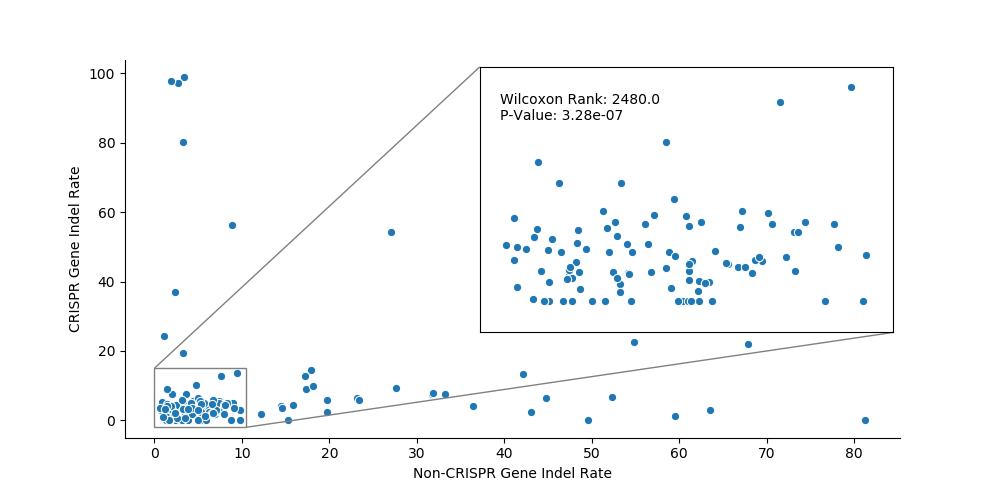 Wilcoxon Rank: 2480.0
P-Value: 3.28e-07
CRISPR Gene Indel Rate
100
80
60
40
20
0
0 10 20 30 40 50 60 70 80
Non-CRISPR Gene Indel Rate